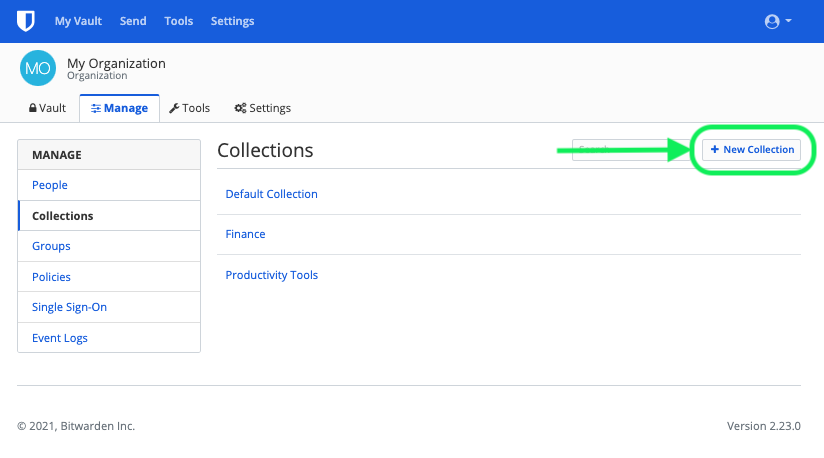 My Vault Send Tools Settings
MO
My Organization
Organization
Vault Manage Tools Settings
MANAGE
People
Collections
Groups
Policies
Single Sign-On
Event Logs
Collections
+ New Collection
Default Collection
Finance
Productivity Tools
© 2021, Bitwarden Inc.
Version 2.23.0